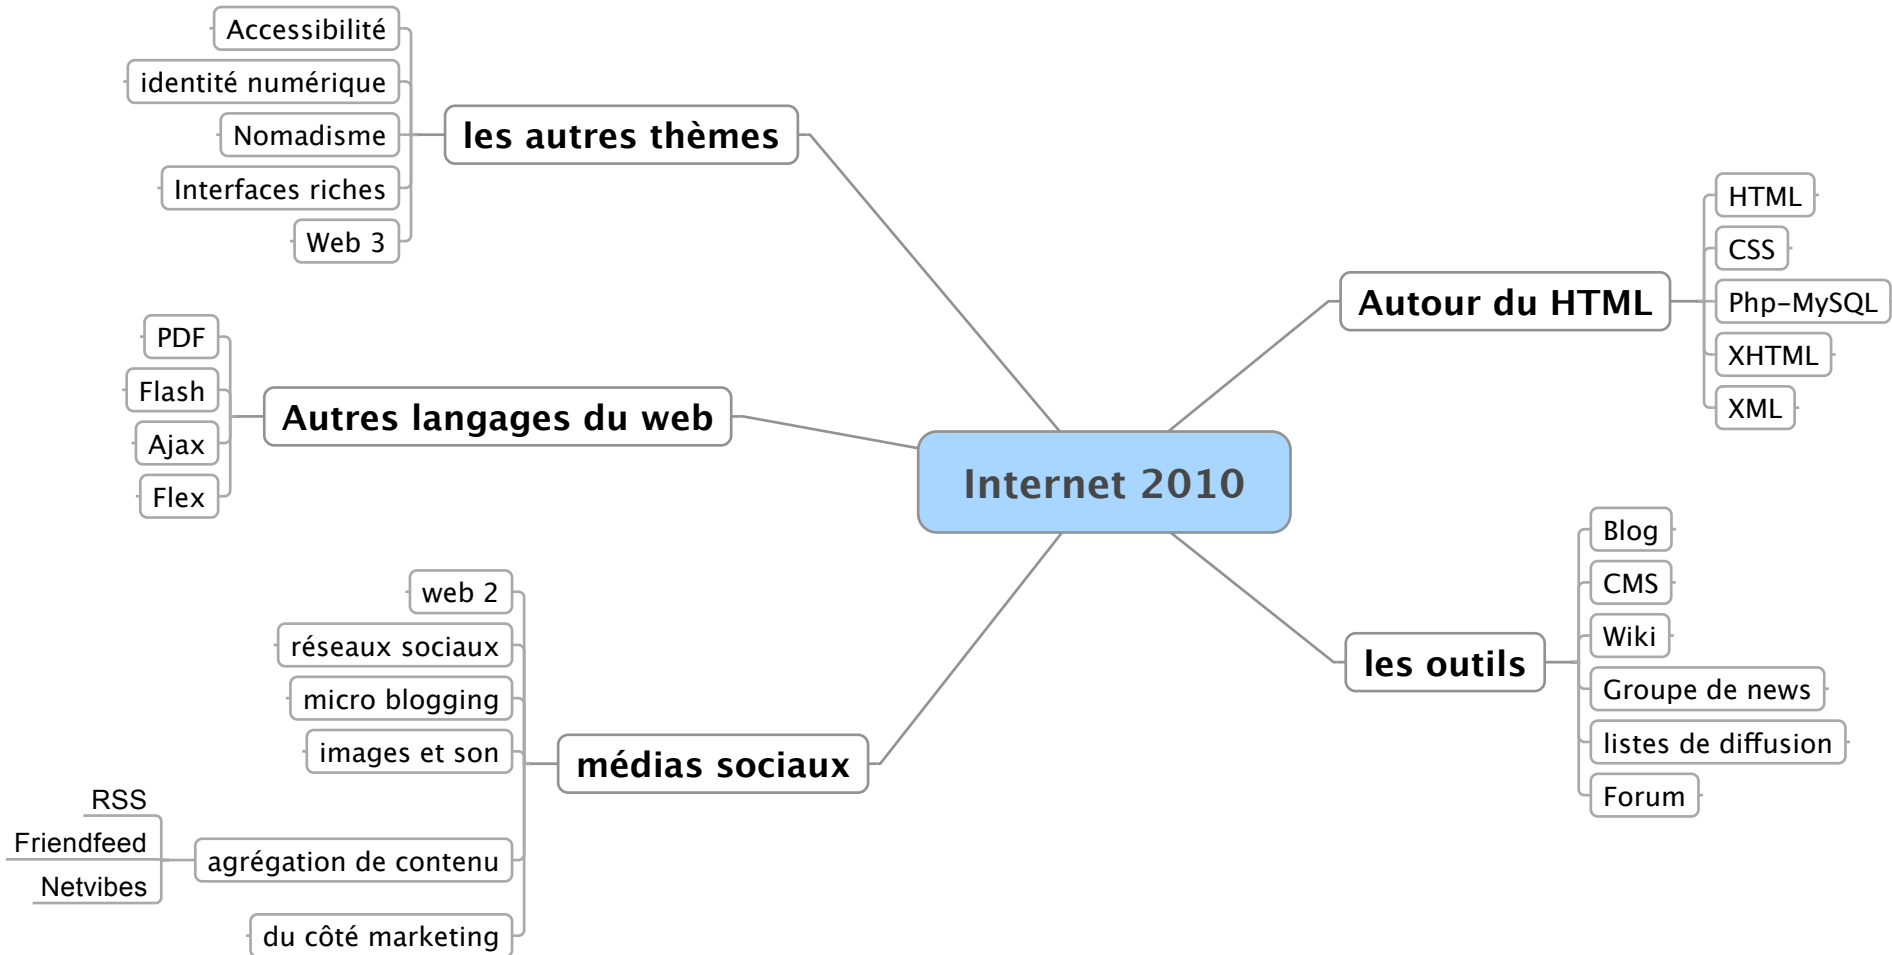 Internet 2010
Autour du HTML
HTML
CSS
Php-MySQL
XHTML
XML
les outils
Blog
CMS
Wiki
Groupe de news
listes de diffusion
Forum
médias sociaux
web 2
réseaux sociaux
micro blogging
images et son
agrégation de contenu
RSS
Friendfeed
Netvibes
du côté marketing
Autres langages du web
PDF
Flash
Ajax
Flex
les autres thèmes
Accessibilité
identité numérique
Nomadisme
Interfaces riches
Web 3